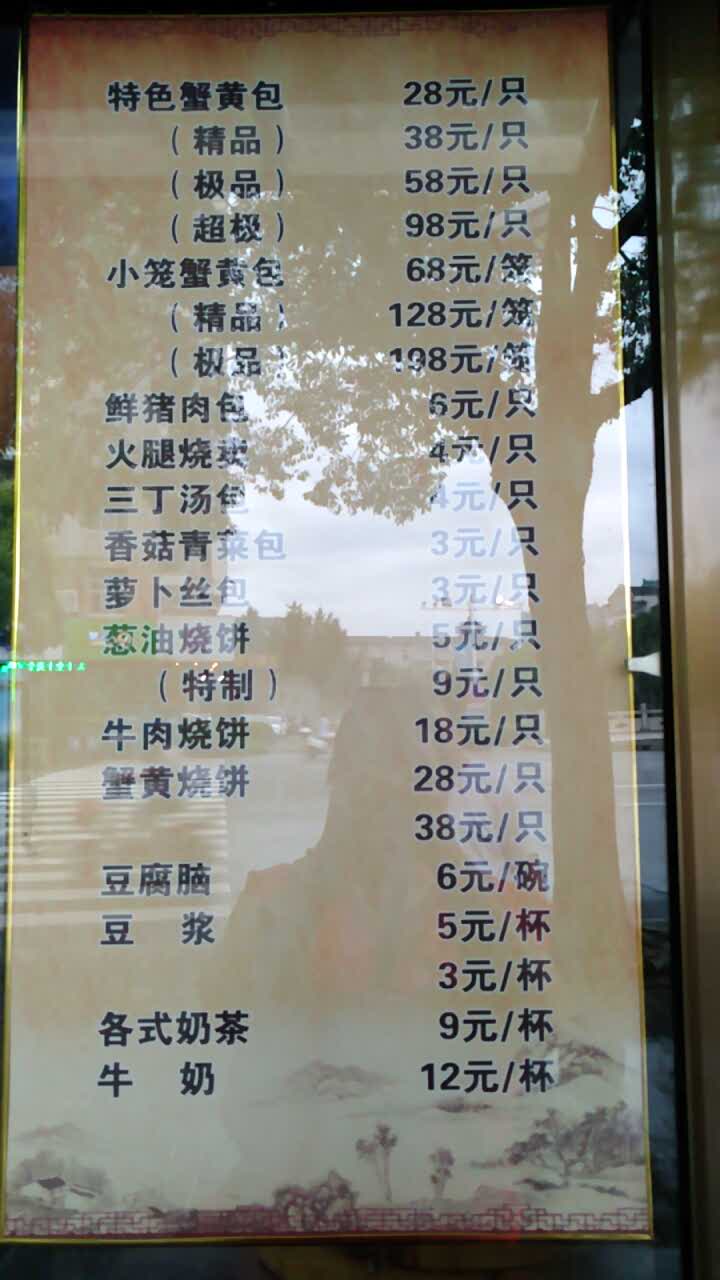 特色蟹黄包 28元/只
（精品） 38元/只
（极品） 58元/只
（超极） 98元/只
小笼蟹黄包 68元/笼
（精品） 128元/笼
（极品） 198元/笼
鲜猪肉包 6元/只
火腿烧卖 4元/只
三丁汤包 4元/只
香菇青菜包 3元/只
萝卜丝包 3元/只
葱油烧饼 5元/只
（特制） 9元/只
牛肉烧饼 18元/只
蟹黄烧饼 28元/只
38元/只
豆腐脑 6元/碗
豆 浆 5元/杯
3元/杯
各式奶茶 9元/杯
牛 奶 12元/杯